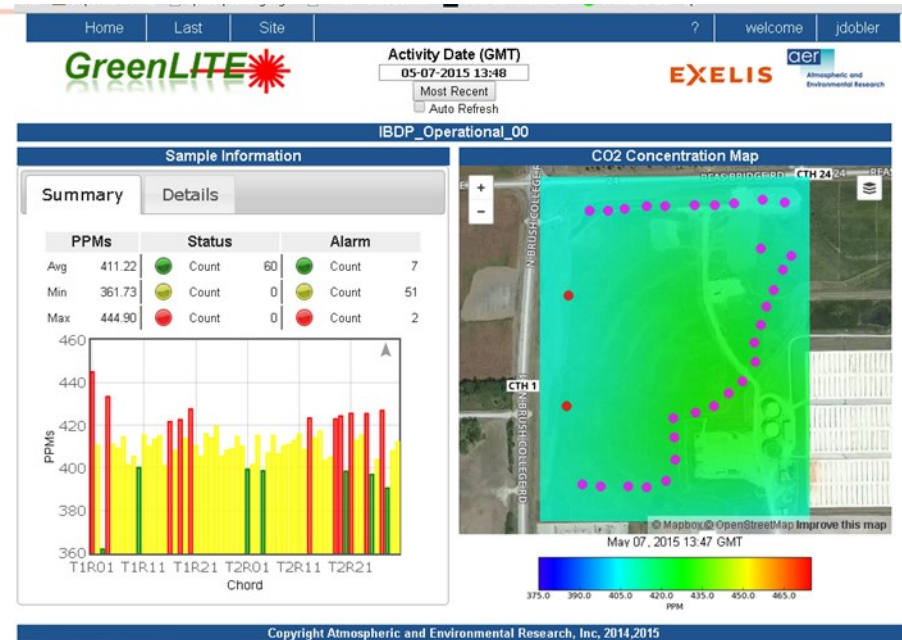 Home Last Site ? welcome jdobler
GreenLITE
Activity Date (GMT)
05-07-2015 13:48
Most Recent
Auto Refresh
EXELIS
aer
Atmospheric and
Environmental Research
IBDP_Operational_00
Sample Information
Summary Details
PPMs Status Alarm
Avg 411.22 Count 60 Count 7
Min 361.73 Count 0 Count 51
Max 444.90 Count 0 Count 2
460
440
420
400
380
360
PPMs
T1R01 T1R11 T1R21 T2R01 T2R11 T2R21
Chord
CO2 Concentration Map
+
-
CTH 24 24
N-BRUSH-COLLEGE-R
CTH 1
N-BRUSH-COLLEGE-RD
© Mapbox © OpenStreetMap Improve this map
May 07, 2015 13:47 GMT
375.0 390.0 405.0 420.0 435.0 450.0 465.0
PPM
Copyright Atmospheric and Environmental Research, Inc, 2014,2015